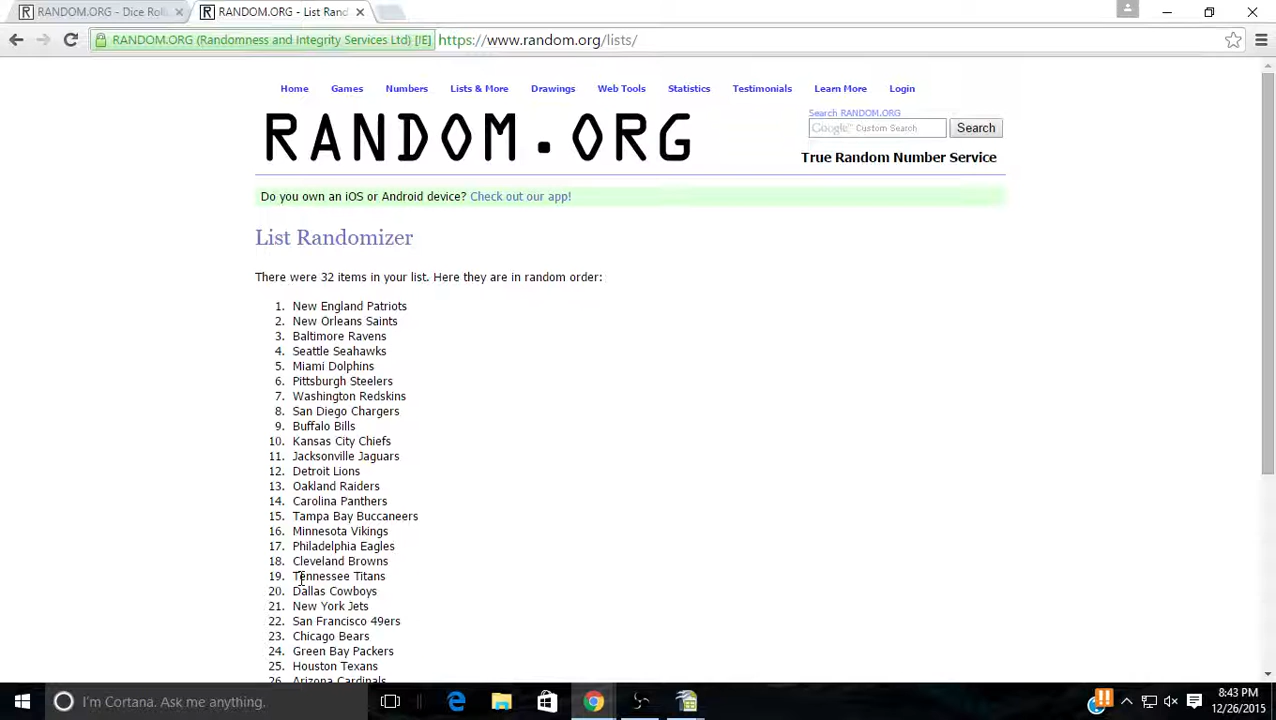 RANDOM.ORG - Dice Roll
RANDOM.ORG - List Rand
RANDOM.ORG (Randomness and Integrity Services Ltd) [IE]
https://www.random.org/lists/
Home Games Numbers Lists & More Drawings Web Tools Statistics Testimonials Learn More Login
RANDOM.ORG
Search RANDOM.ORG
Google™ Custom Search
Search
True Random Number Service
Do you own an iOS or Android device? Check out our app!
List Randomizer
There were 32 items in your list. Here they are in random order:
1. New England Patriots
2. New Orleans Saints
3. Baltimore Ravens
4. Seattle Seahawks
5. Miami Dolphins
6. Pittsburgh Steelers
7. Washington Redskins
8. San Diego Chargers
9. Buffalo Bills
10. Kansas City Chiefs
11. Jacksonville Jaguars
12. Detroit Lions
13. Oakland Raiders
14. Carolina Panthers
15. Tampa Bay Buccaneers
16. Minnesota Vikings
17. Philadelphia Eagles
18. Cleveland Browns
19. Tennessee Titans
20. Dallas Cowboys
21. New York Jets
22. San Francisco 49ers
23. Chicago Bears
24. Green Bay Packers
25. Houston Texans
26. Arizona Cardinals
I'm Cortana. Ask me anything.
8:43 PM
12/26/2015